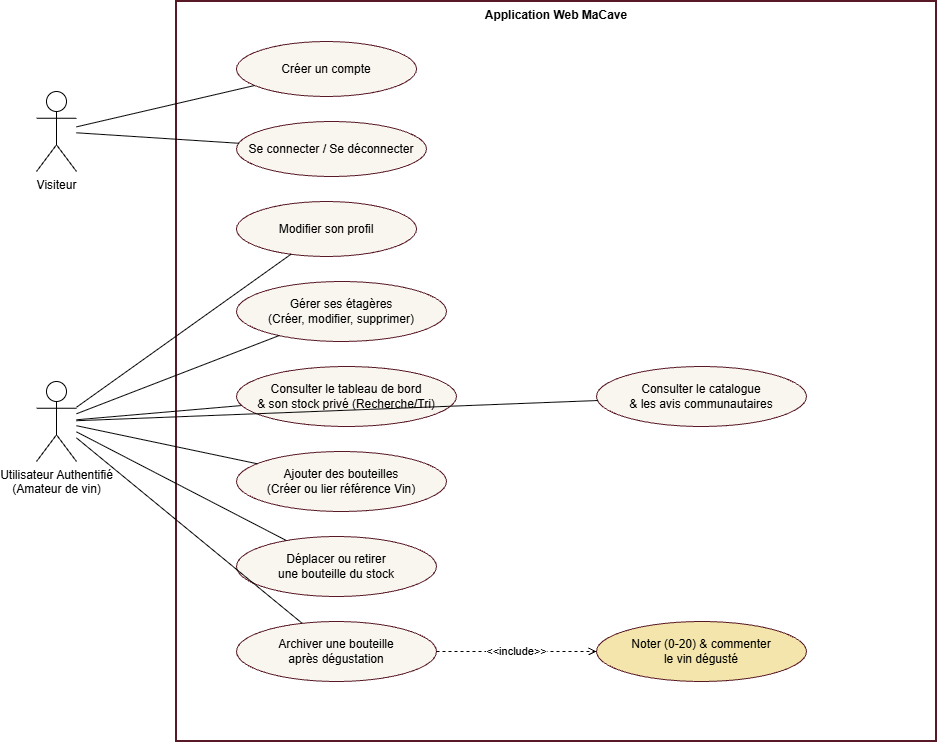 Application Web MaCave
Créer un compte
Se connecter / Se déconnecter
Visiteur
Modifier son profil
Gérer ses étagères
(Créer, modifier, supprimer)
Consulter le tableau de bord
& son stock privé (Recherche/Tri)
Consulter le catalogue
& les avis communautaires
Utilisateur Authentifié
(Amateur de vin)
Ajouter des bouteilles
(Créer ou lier référence Vin)
Déplacer ou retirer
une bouteille du stock
Archiver une bouteille
après dégustation
<<include>>
Noter (0-20) & commenter
le vin dégusté